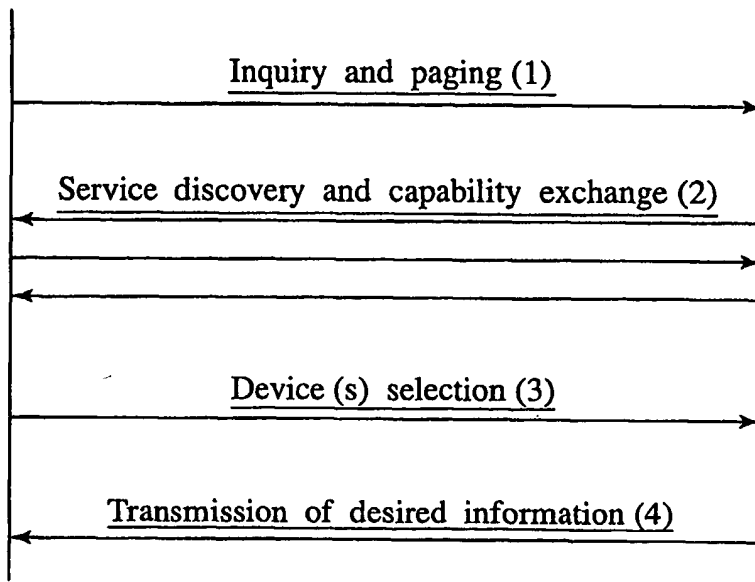 Inquiry and paging (1)
Service discovery and capability exchange (2)
Device (s) selection (3)
Transmission of desired information (4)